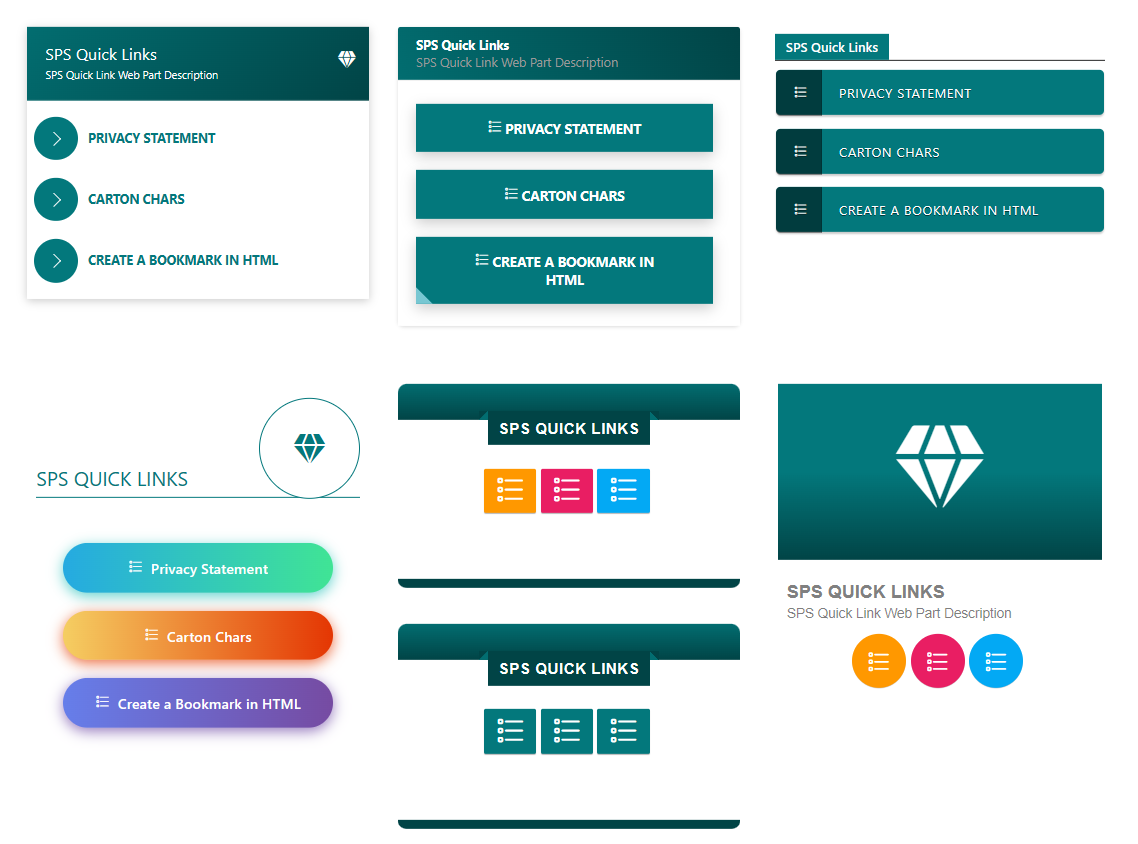 SPS Quick Links
SPS Quick Link Web Part Description
PRIVACY STATEMENT
CARTON CHARS
CREATE A BOOKMARK IN HTML
SPS Quick Links
SPS Quick Link Web Part Description
PRIVACY STATEMENT
CARTON CHARS
CREATE A BOOKMARK IN
HTML
SPS Quick Links
PRIVACY STATEMENT
CARTON CHARS
CREATE A BOOKMARK IN HTML
SPS QUICK LINKS
Privacy Statement
Carton Chars
Create a Bookmark in HTML
SPS QUICK LINKS
SPS QUICK LINKS
SPS QUICK LINKS
SPS Quick Link Web Part Description